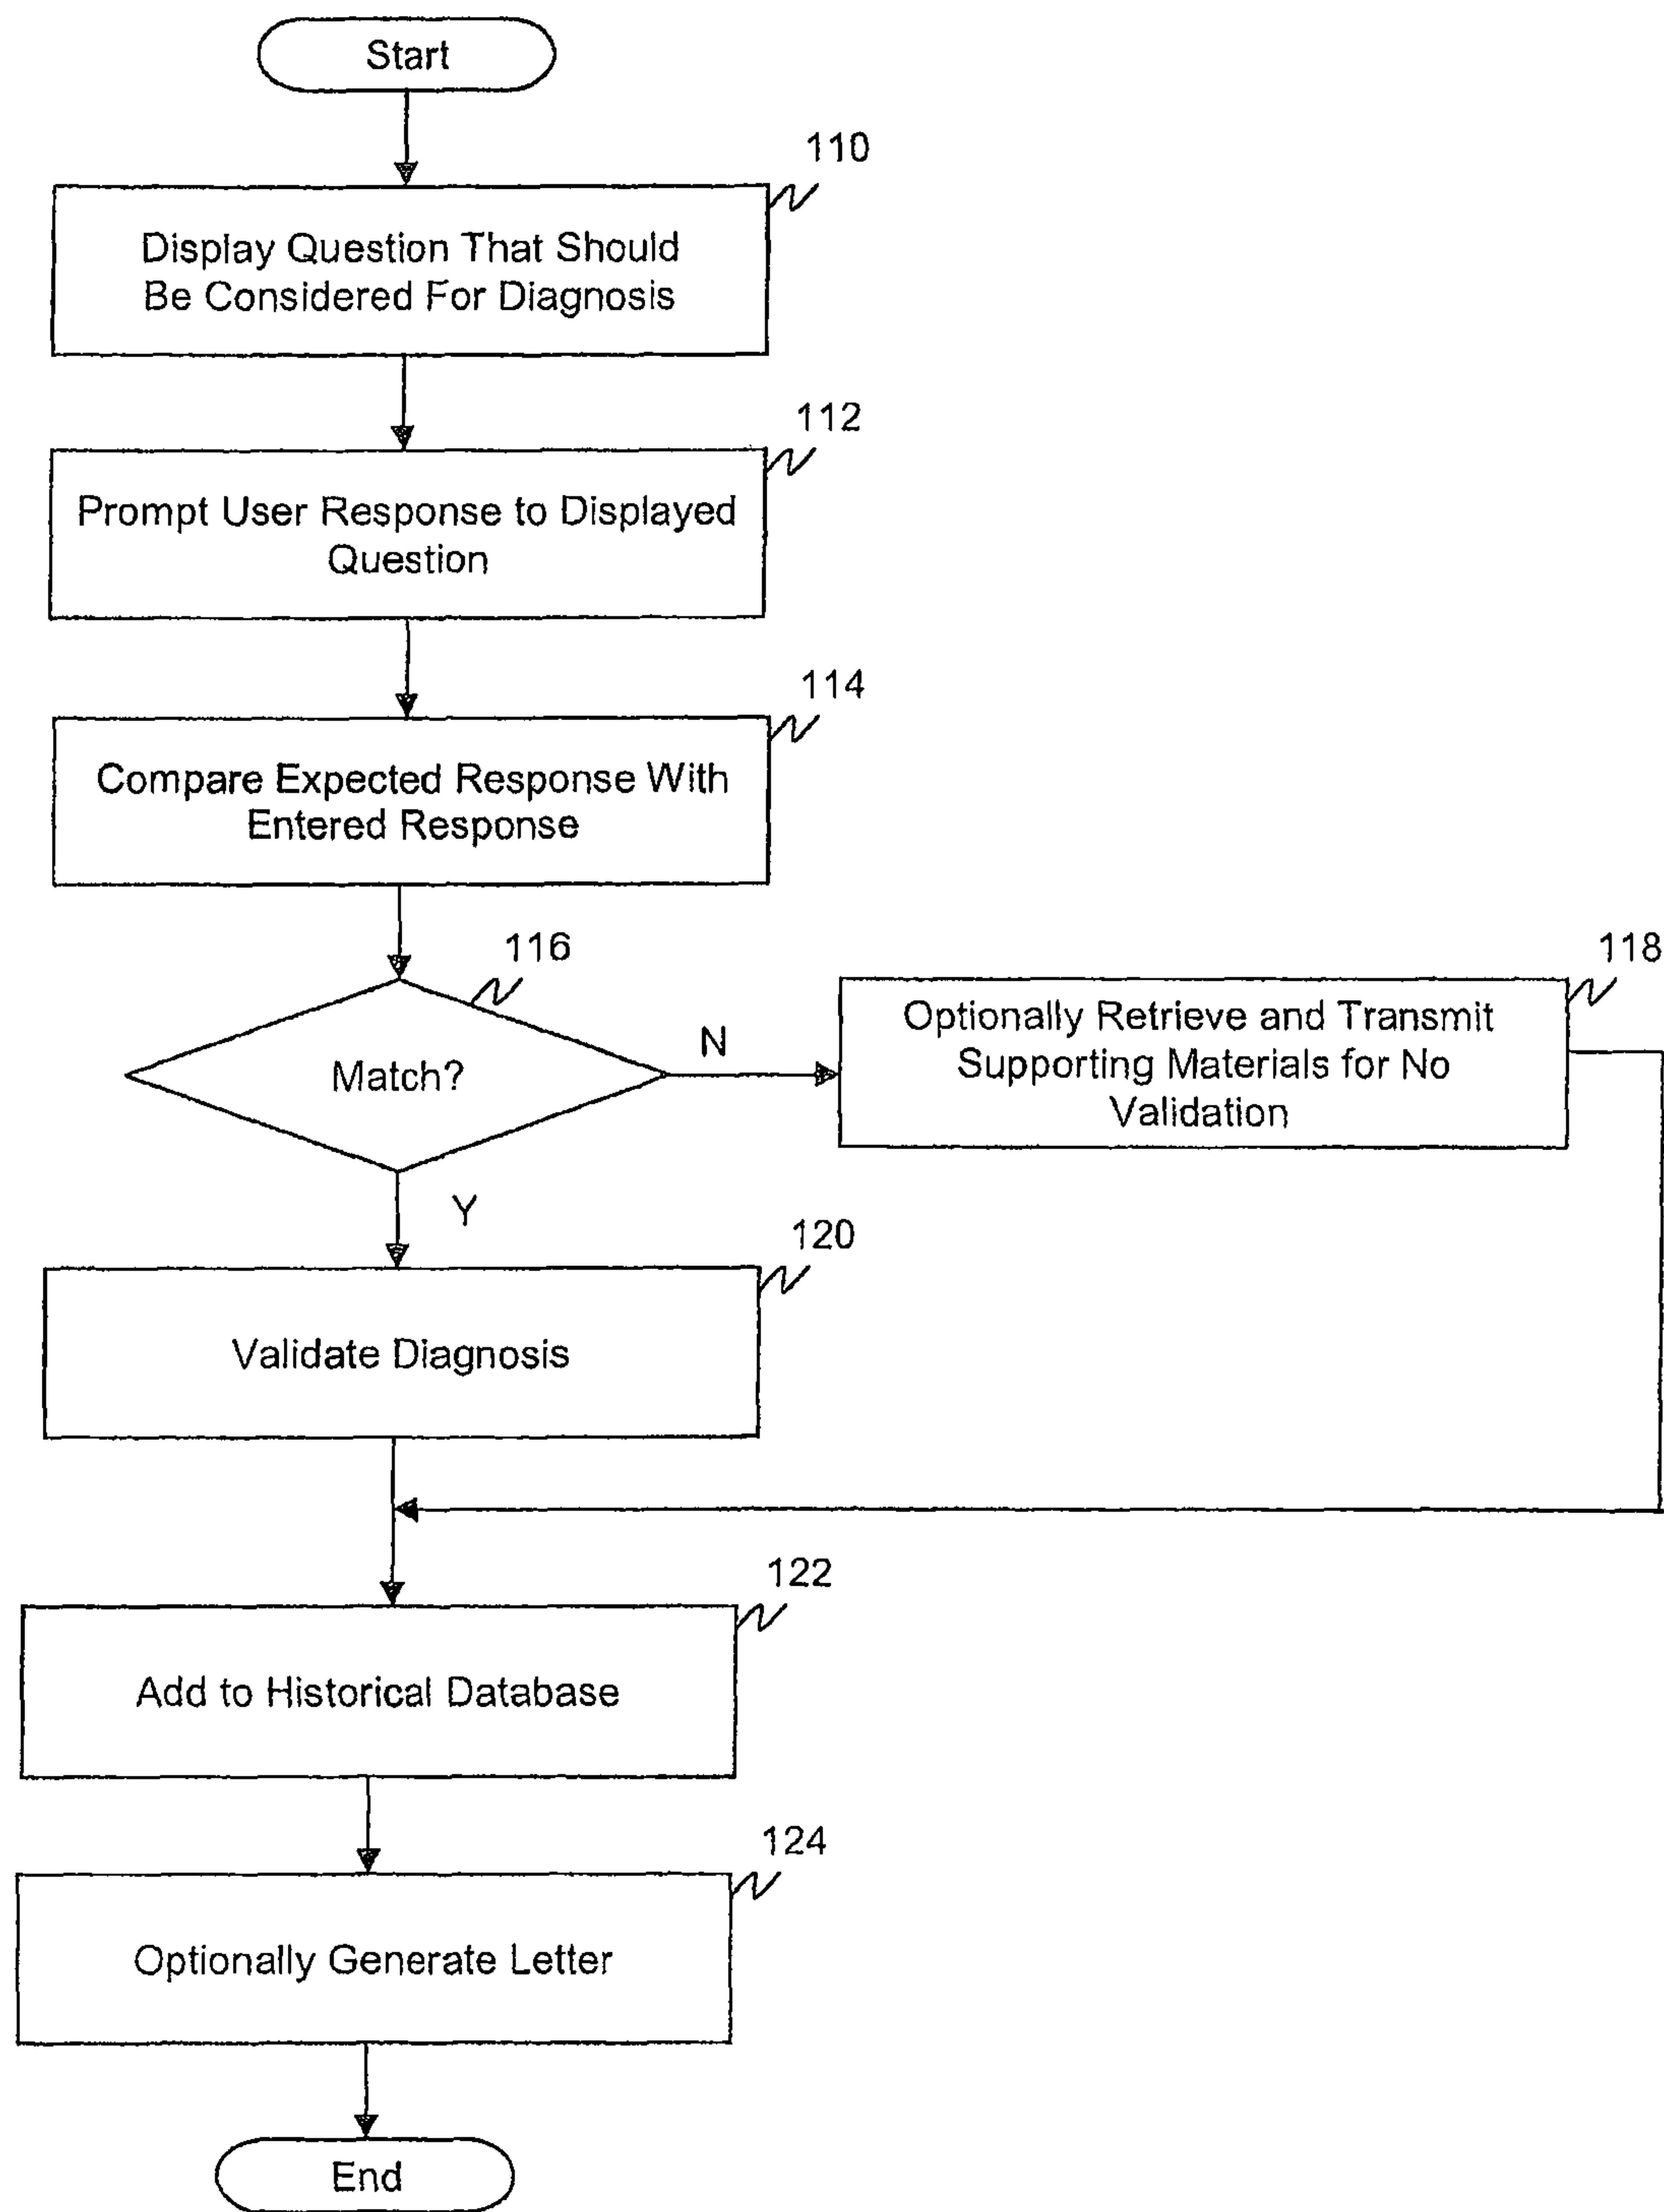 Start
110
Display Question That Should
Be Considered For Diagnosis
112
Prompt User Response to Displayed
Question
114
Compare Expected Response With
Entered Response
116
Match?
N
118
Optionally Retrieve and Transmit
Supporting Materials for No
Validation
Y
120
Validate Diagnosis
122
Add to Historical Database
124
Optionally Generate Letter
End